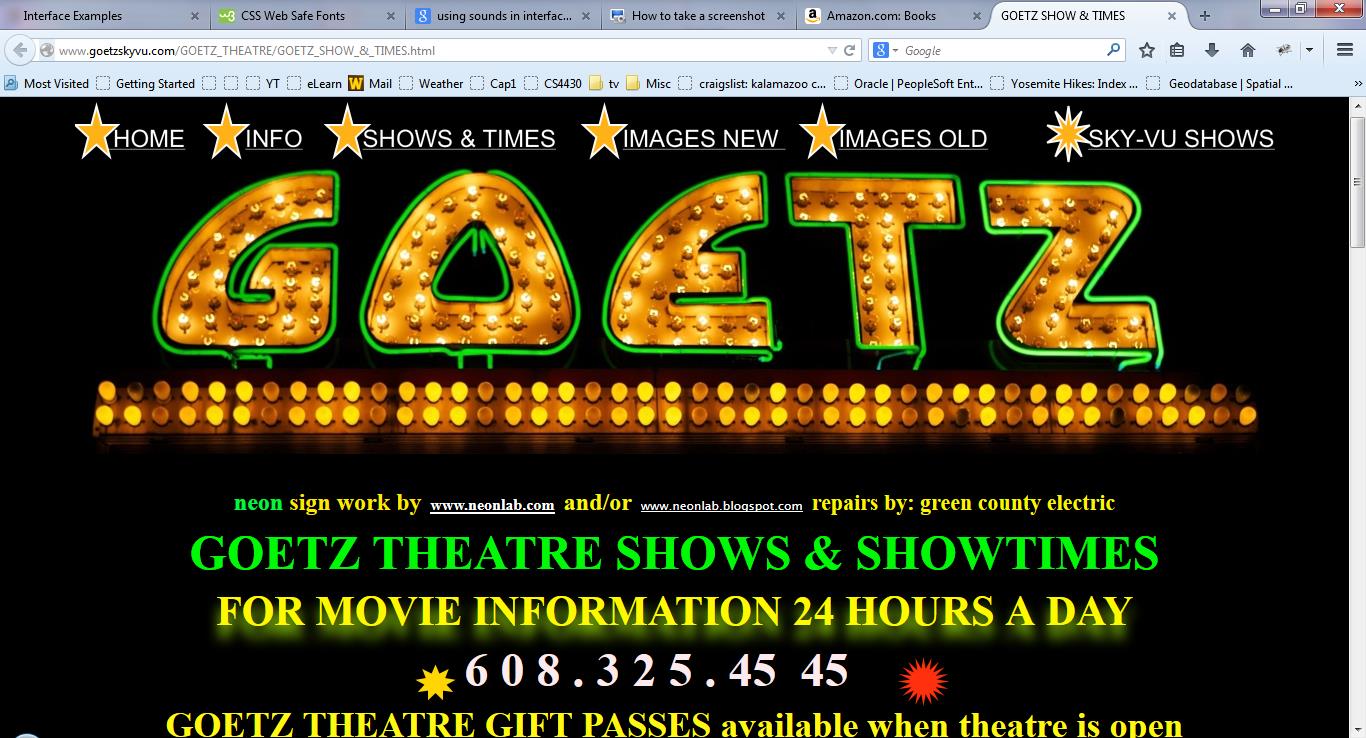 Interface Examples
CSS Web Safe Fonts
using sounds in interfac...
How to take a screenshot
Amazon.com: Books
GOETZ SHOW & TIMES
www.goetzskyvu.com/GOETZ_THEATRE/GOETZ_SHOW_&_TIMES.html
Google
Most Visited Getting Started YT eLearn Mail Weather Cap1 CS4430 tv Misc craigslist: kalamazoo c... Oracle | PeopleSoft Ent... Yosemite Hikes: Index ... Geodatabase | Spatial ...
HOME INFO SHOWS & TIMES IMAGES NEW IMAGES OLD SKY-VU SHOWS
GOETZ
neon sign work by www.neonlab.com and/or www.neonlab.blogspot.com repairs by: green county electric
GOETZ THEATRE SHOWS & SHOWTIMES
FOR MOVIE INFORMATION 24 HOURS A DAY
6 0 8 . 3 2 5 . 45 45
GOETZ THEATRE GIFT PASSES available when theatre is open